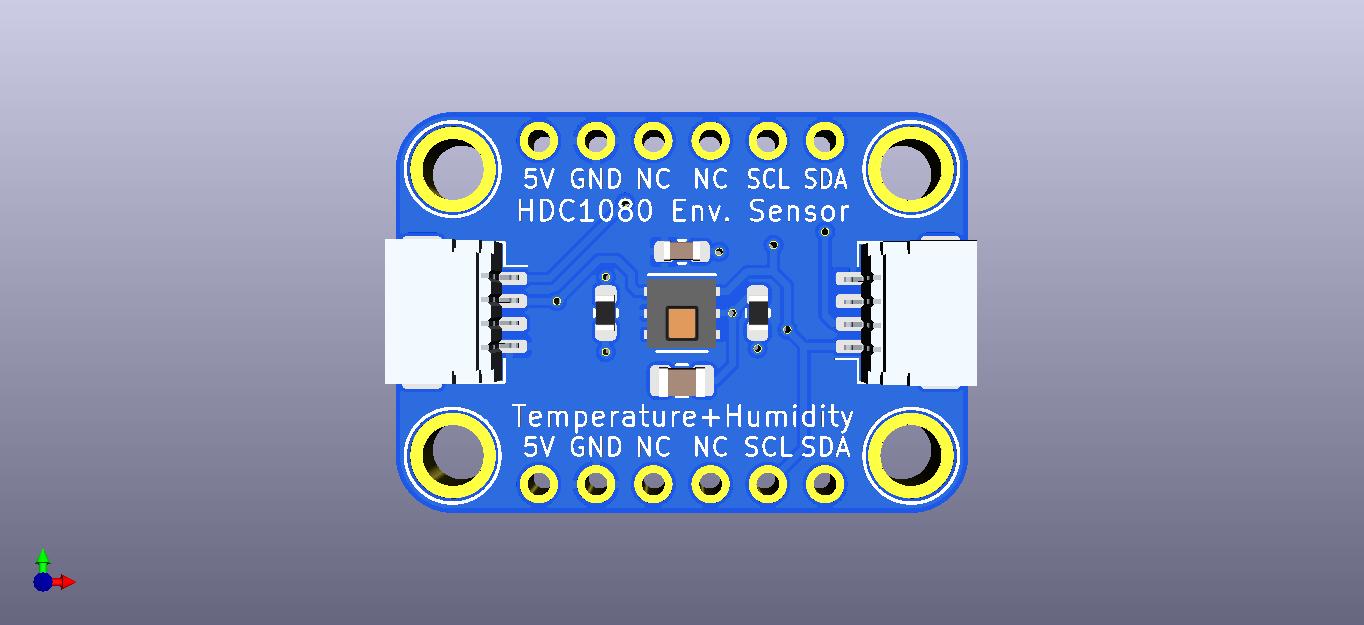 5V GND NC NC SCL SDA
HDC1080 Env. Sensor
Temperature+Humidity
5V GND NC NC SCL SDA